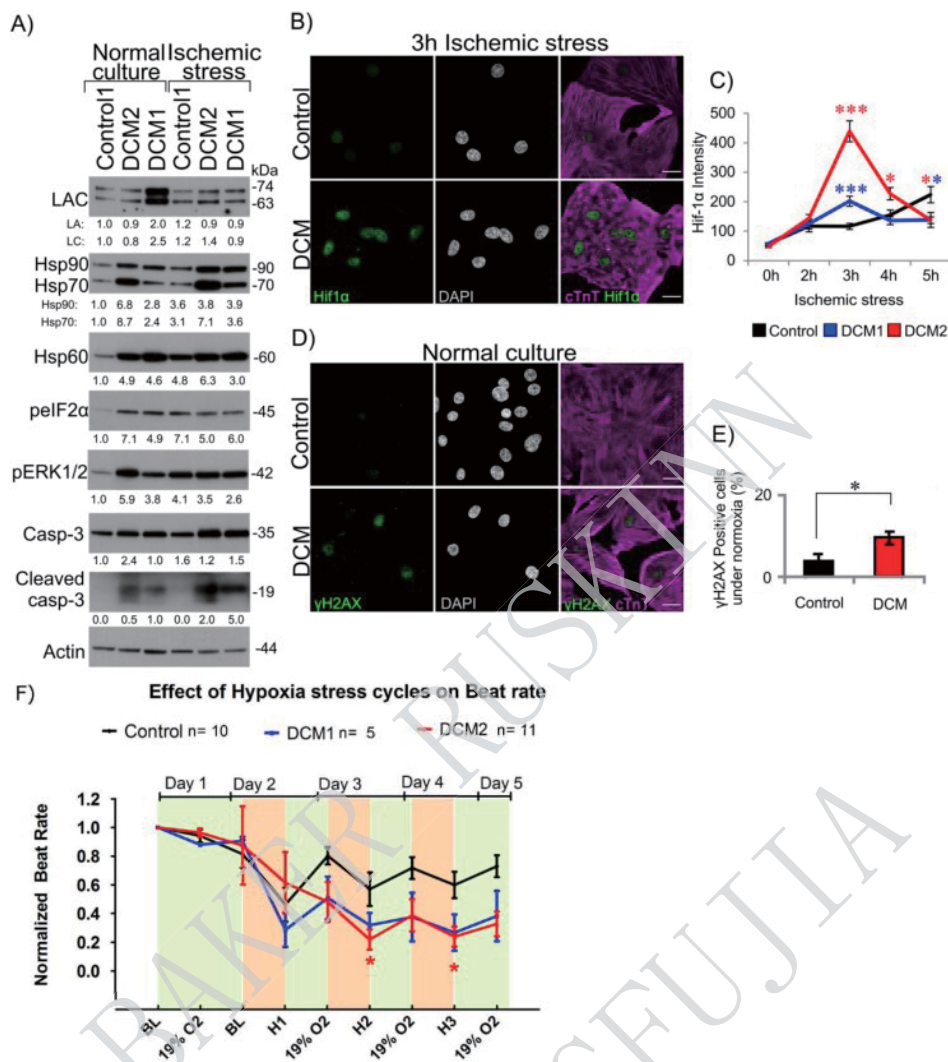 A)
Normal Ischemic
culture stress
Control1
DCM2
DCM1
Control1
DCM2
DCM1
kDa
LAC
-74
-63
LA: 1.0 0.9 2.0 1.2 0.9 0.9
LC: 1.0 0.8 2.5 1.2 1.4 0.9
Hsp90 -90
Hsp70 -70
Hsp90: 1.0 6.8 2.8 3.6 3.8 3.9
Hsp70: 1.0 8.7 2.4 3.1 7.1 3.6
Hsp60 -60
1.0 4.9 4.6 4.8 6.3 3.0
peIF2α -45
1.0 7.1 4.9 7.1 5.0 6.0
pERK1/2 -42
1.0 5.9 3.8 4.1 3.5 2.6
Casp-3 -35
1.0 2.4 1.0 1.6 1.2 1.5
Cleaved
casp-3 -19
0.0 0.5 1.0 0.0 2.0 5.0
Actin -44
B)
3h Ischemic stress
Control
DCM
Hif1α
DAPI
cTnT Hif1α
C)
Hif-1α Intensity
500
400
300
200
100
0
***
***
*
**
0h 2h 3h 4h 5h
Ischemic stress
Control DCM1 DCM2
D)
Normal culture
Control
DCM
γH2AX
DAPI
γH2AX cTnT
E)
γH2AX Positive cells
under normoxia (%)
20
0
*
Control DCM
F)
Effect of Hypoxia stress cycles on Beat rate
Control n= 10 DCM1 n= 5 DCM2 n= 11
Day 1 Day 2 Day 3 Day 4 Day 5
Normalized Beat Rate
1.2
1.0
0.8
0.6
0.4
0.2
0.0
* *
BL 19% O2 BL H1 19% O2 H2 19% O2 H3 19% O2
BAKER RUSKINN
SFUJIA